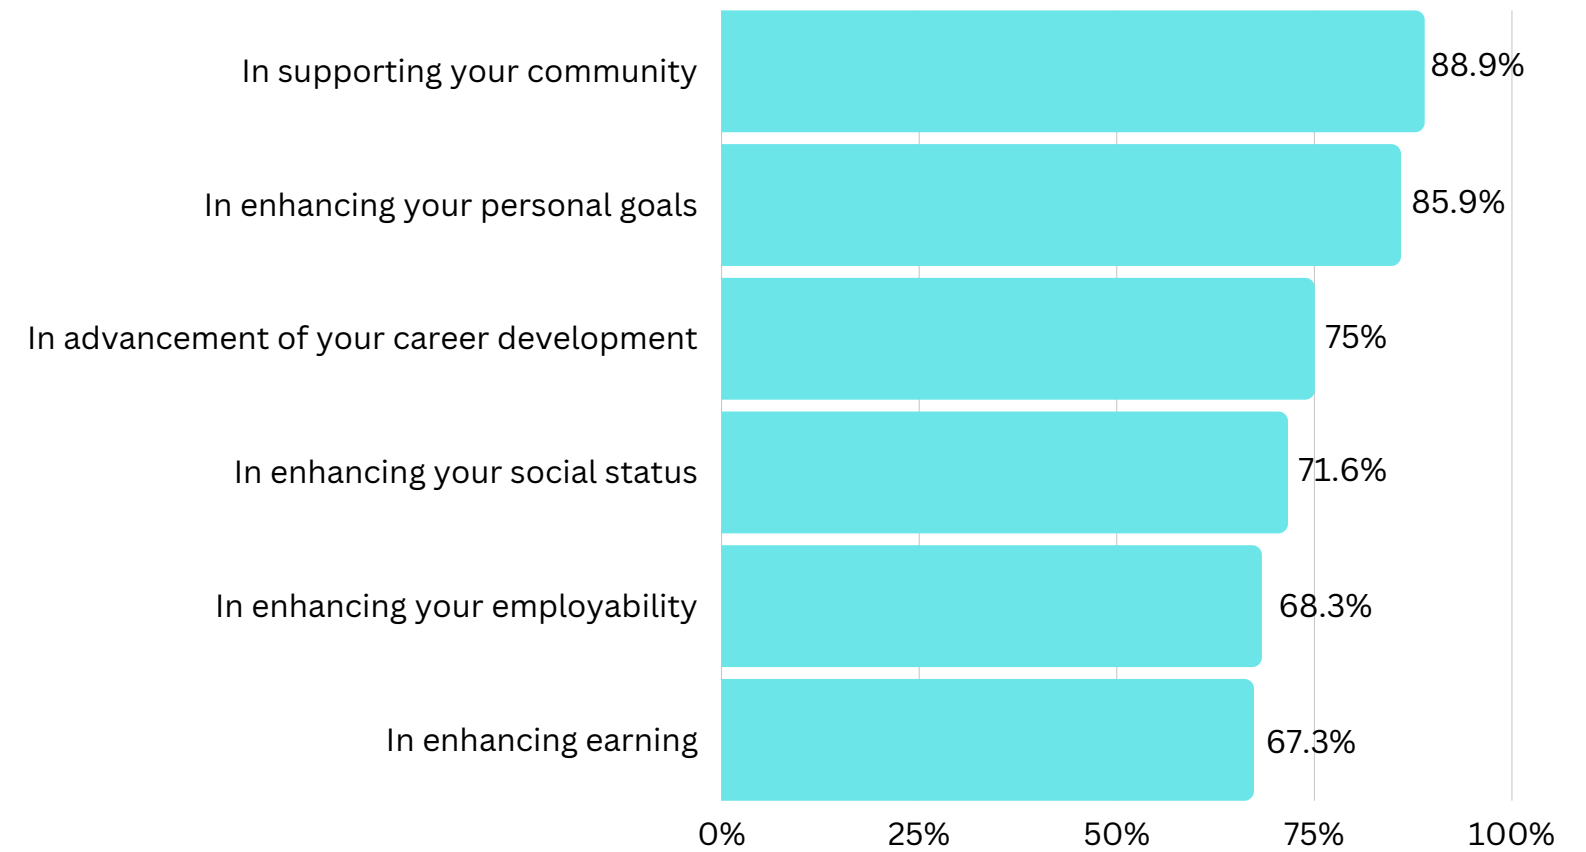 In supporting your community 88.9%
In enhancing your personal goals 85.9%
In advancement of your career development 75%
In enhancing your social status 71.6%
In enhancing your employability 68.3%
In enhancing earning 67.3%
0% 25% 50% 75% 100%